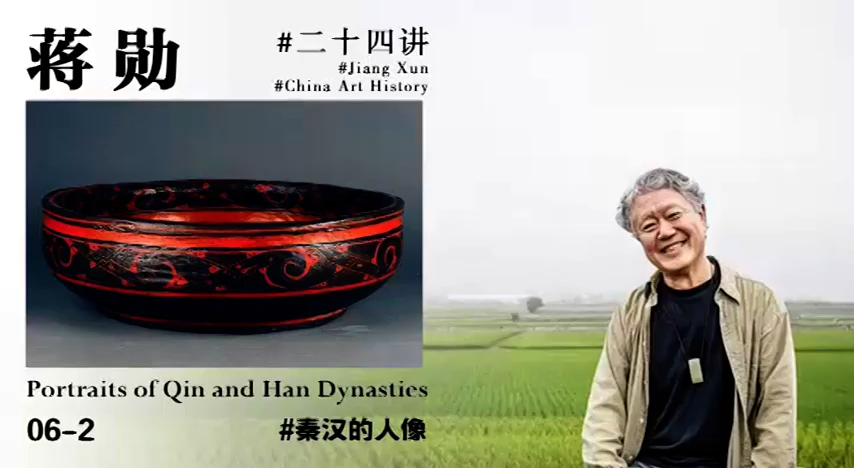 蒋勋
#二十四讲
#Jiang Xun
#China Art History
Portraits of Qin and Han Dynasties
06-2
#秦汉的人像